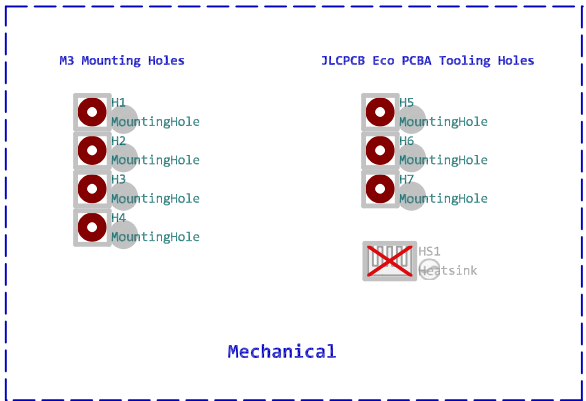 M3 Mounting Holes
H1
MountingHole
H2
MountingHole
H3
MountingHole
H4
MountingHole
JLCPCB Eco PCBA Tooling Holes
H5
MountingHole
H6
MountingHole
H7
MountingHole
HS1
Heatsink
Mechanical